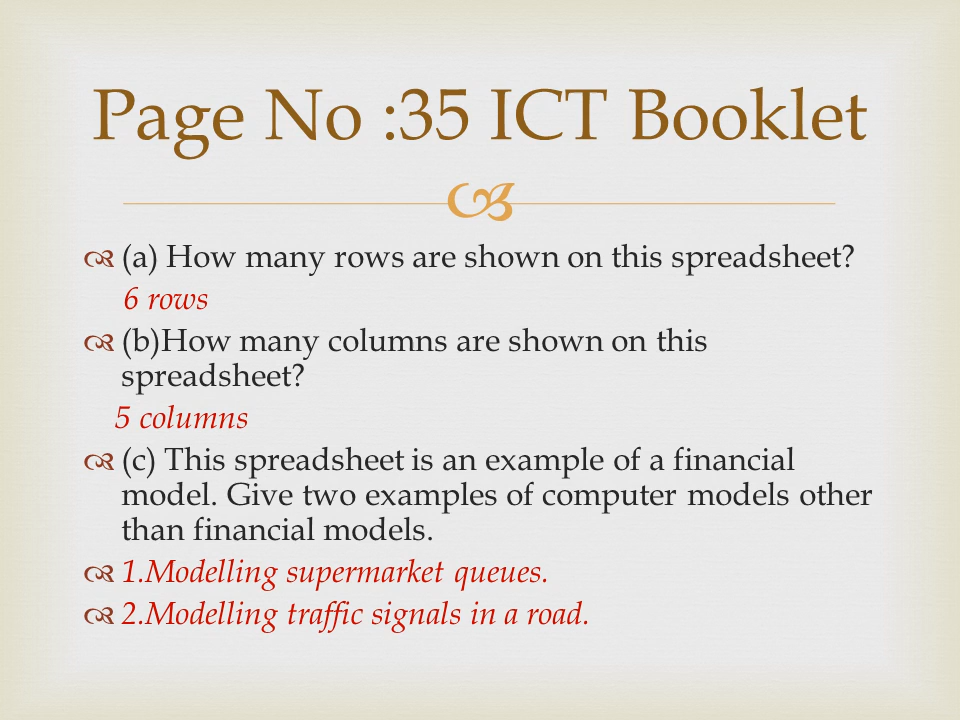 Page No :35 ICT Booklet
(a) How many rows are shown on this spreadsheet?
6 rows
(b)How many columns are shown on this
spreadsheet?
5 columns
(c) This spreadsheet is an example of a financial
model. Give two examples of computer models other
than financial models.
1.Modelling supermarket queues.
2.Modelling traffic signals in a road.